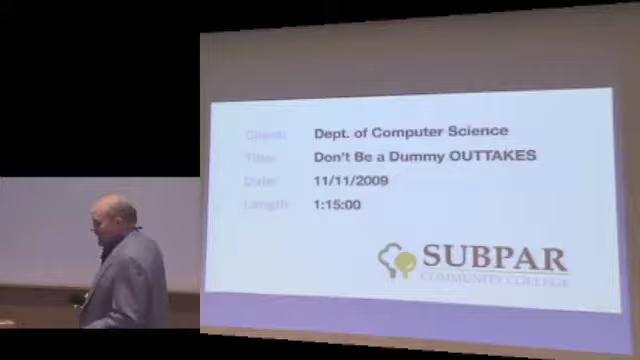 Client: Dept. of Computer Science
Title: Don't Be a Dummy OUTTAKES
Date: 11/11/2009
Length: 1:15:00
SUBPAR
COMMUNITY COLLEGE